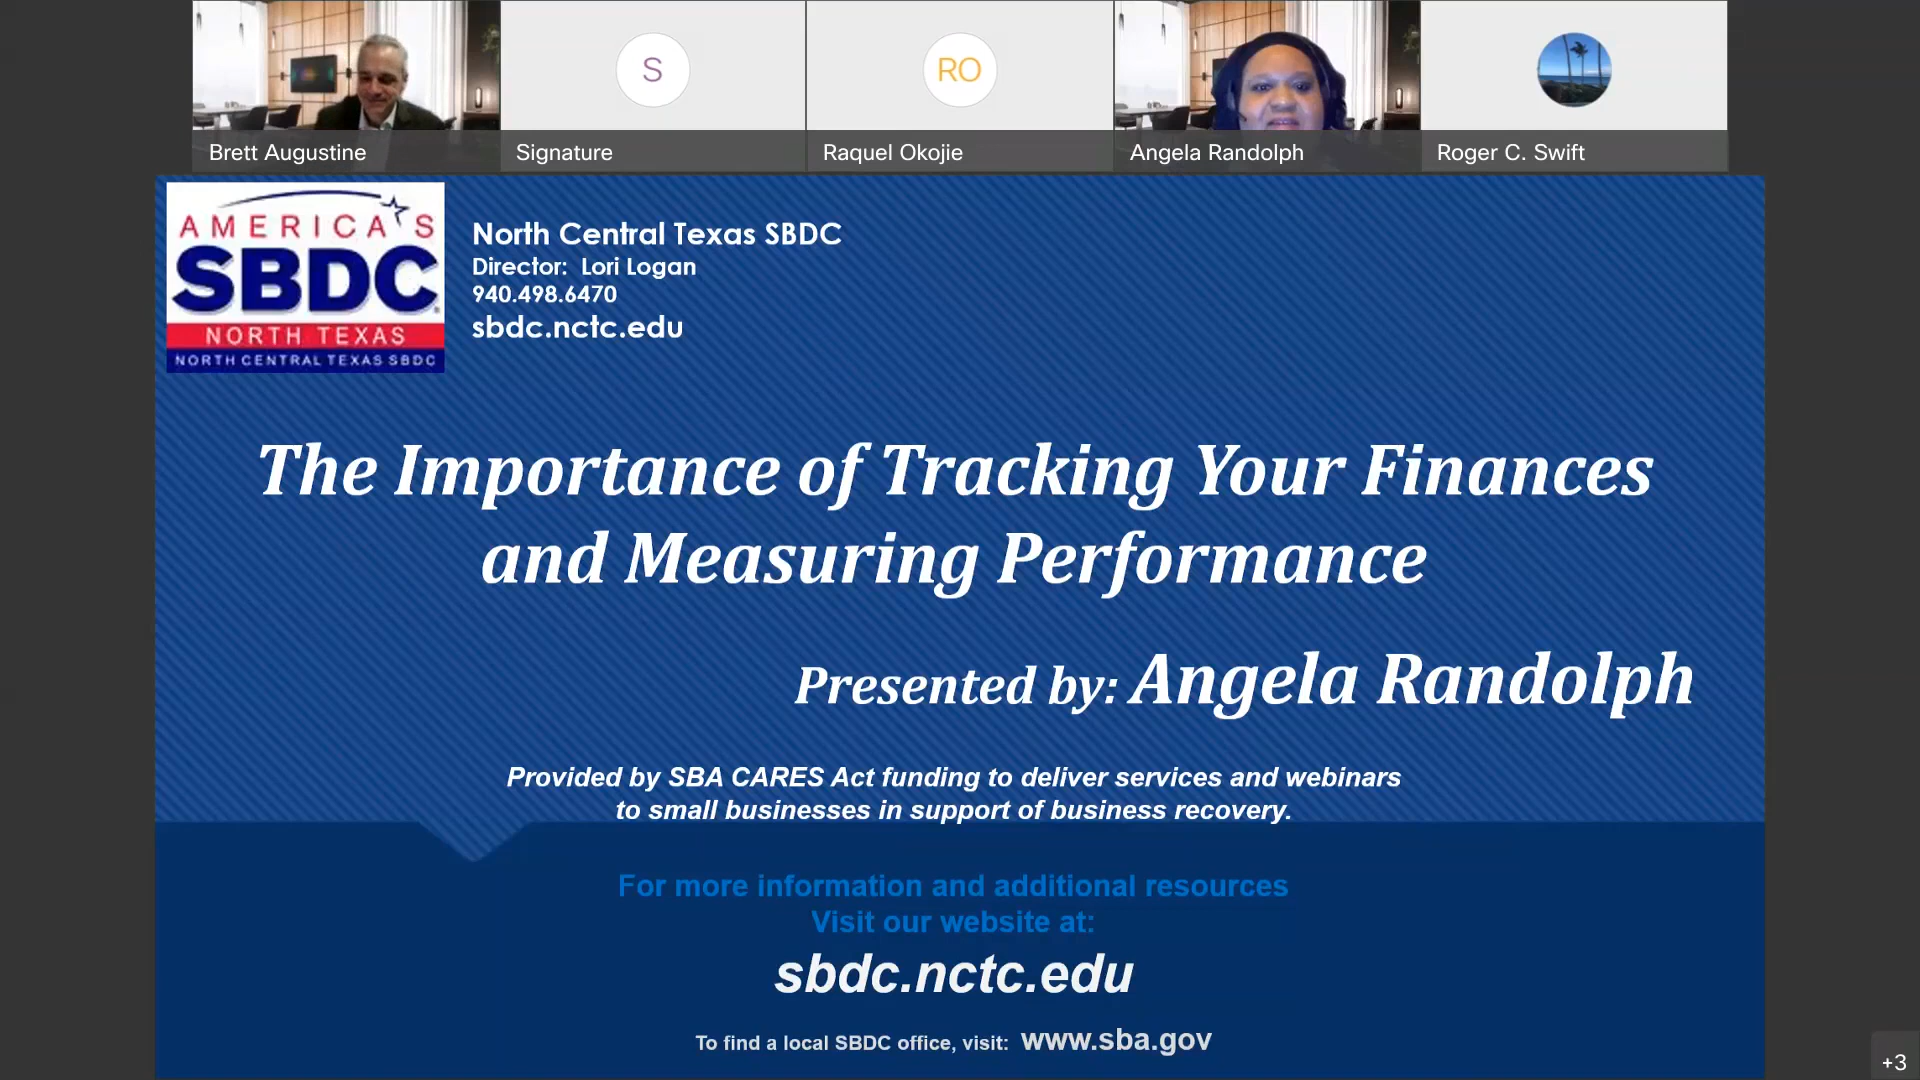 S
RO
Brett Augustine
Signature
Raquel Okojie
Angela Randolph
Roger C. Swift
AMERICA'S
SBDC
NORTH TEXAS
NORTH CENTRAL TEXAS SBDC
North Central Texas SBDC
Director: Lori Logan
940.498.6470
sbdc.nctc.edu
The Importance of Tracking Your Finances
and Measuring Performance
Presented by: Angela Randolph
Provided by SBA CARES Act funding to deliver services and webinars
to small businesses in support of business recovery.
For more information and additional resources
Visit our website at:
sbdc.nctc.edu
To find a local SBDC office, visit: www.sba.gov
+3